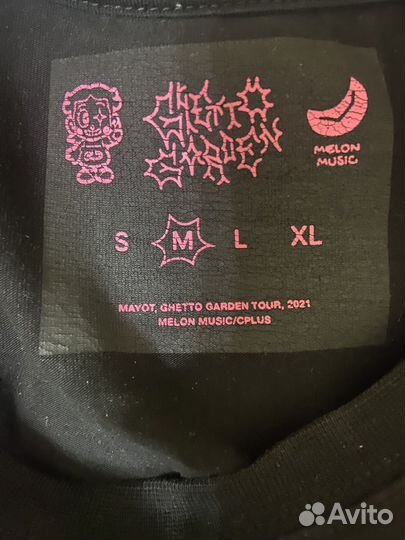 GHETTO
GARDEN
MELON
MUSIC
S M L XL
MAYOT, GHETTO GARDEN TOUR, 2021
MELON MUSIC/CPLUS
Avito